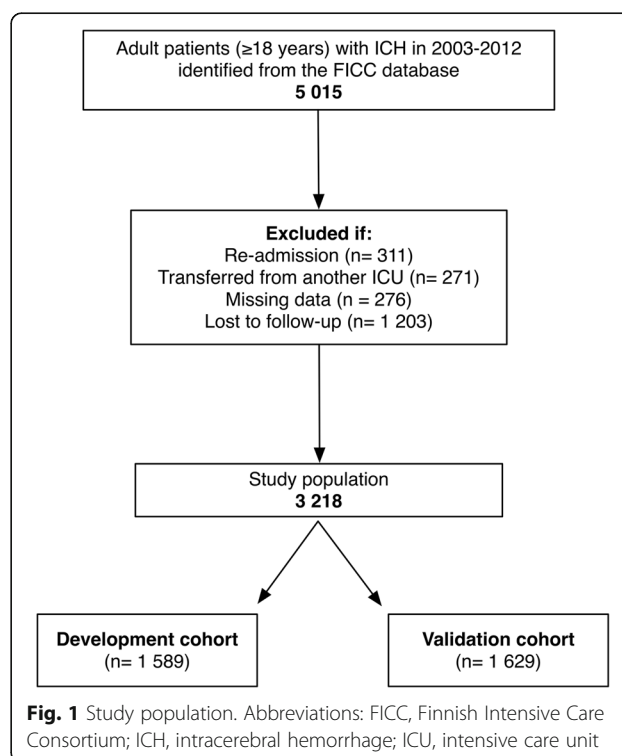 Adult patients (≥18 years) with ICH in 2003-2012
identified from the FICC database
5 015
Excluded if:
Re-admission (n= 311)
Transferred from another ICU (n= 271)
Missing data (n = 276)
Lost to follow-up (n= 1 203)
Study population
3 218
Development cohort
(n= 1 589)
Validation cohort
(n= 1 629)
Fig. 1 Study population. Abbreviations: FICC, Finnish Intensive Care
Consortium; ICH, intracerebral hemorrhage; ICU, intensive care unit